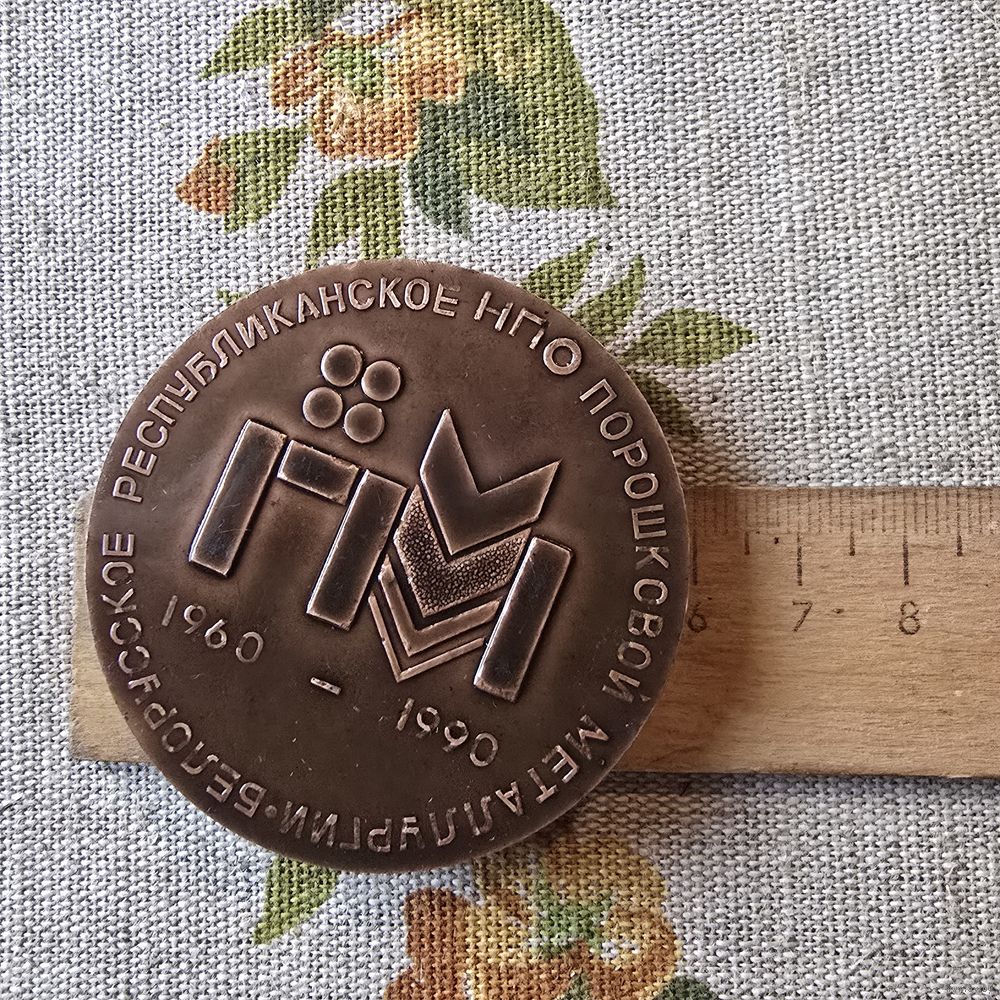 БЕЛОРУССКОЕ РЕСПУБЛИКАНСКОЕ НПО ПОРОШКОВОЙ МЕТАЛЛУРГИИ •
ПМ
1960
-
1990
6 7 8